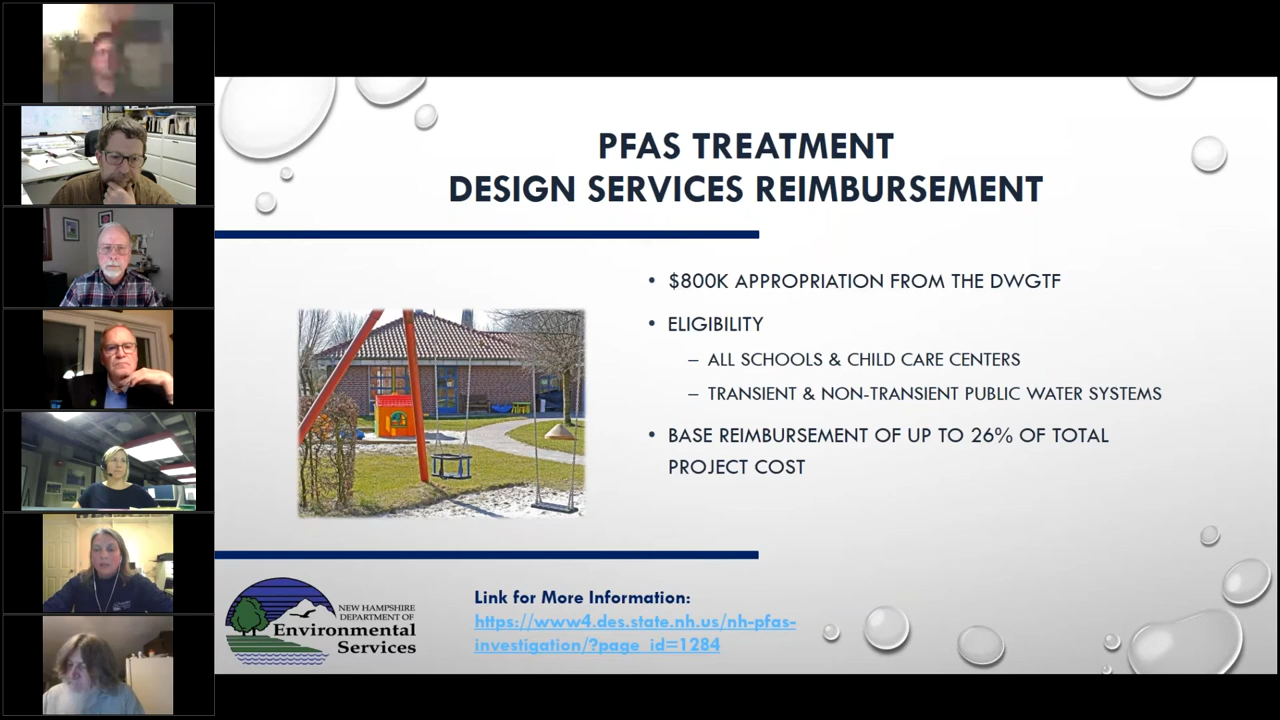 PFAS TREATMENT
DESIGN SERVICES REIMBURSEMENT
• $800K APPROPRIATION FROM THE DWGTF
• ELIGIBILITY
– ALL SCHOOLS & CHILD CARE CENTERS
– TRANSIENT & NON-TRANSIENT PUBLIC WATER SYSTEMS
• BASE REIMBURSEMENT OF UP TO 26% OF TOTAL
PROJECT COST
NEW HAMPSHIRE
DEPARTMENT OF
Environmental
Services
Link for More Information:
https://www4.des.state.nh.us/nh-pfas-
investigation/?page_id=1284